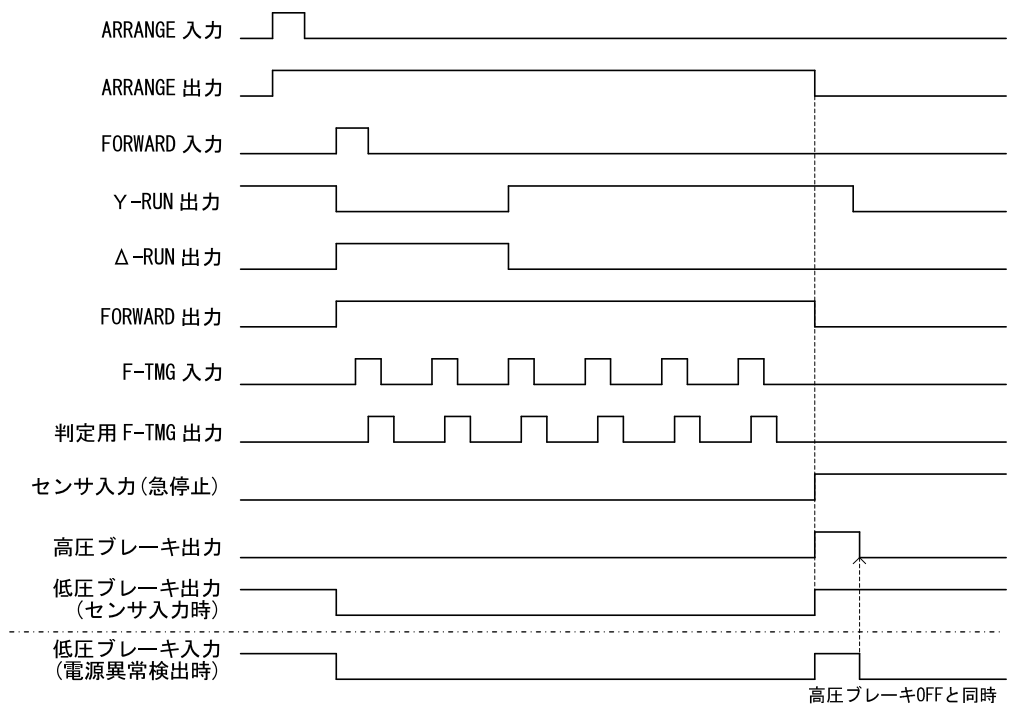 ARRANGE 入力
ARRANGE 出力
FORWARD 入力
Y-RUN 出力
Δ-RUN 出力
FORWARD 出力
F-TMG 入力
判定用 F-TMG 出力
センサ入力(急停止)
高圧ブレーキ出力
低圧ブレーキ出力
(センサ入力時)
低圧ブレーキ入力
(電源異常検出時)
高圧ブレーキOFFと同時